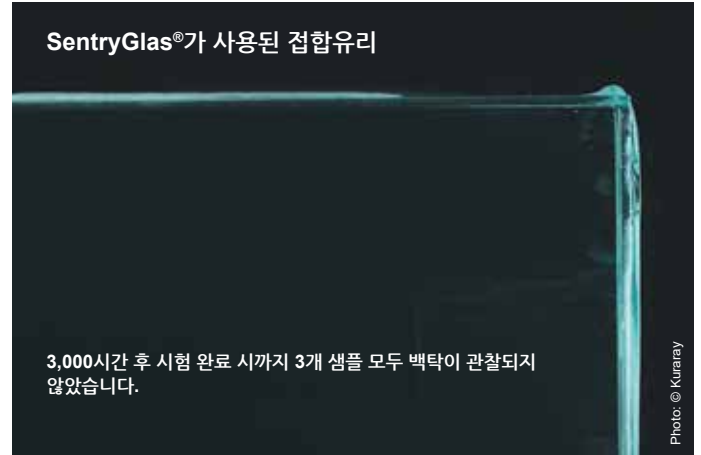 SentryGlas®가 사용된 접합유리
3,000시간 후 시험 완료 시까지 3개 샘플 모두 백탁이 관찰되지
않았습니다.
Photo: © Kuraray